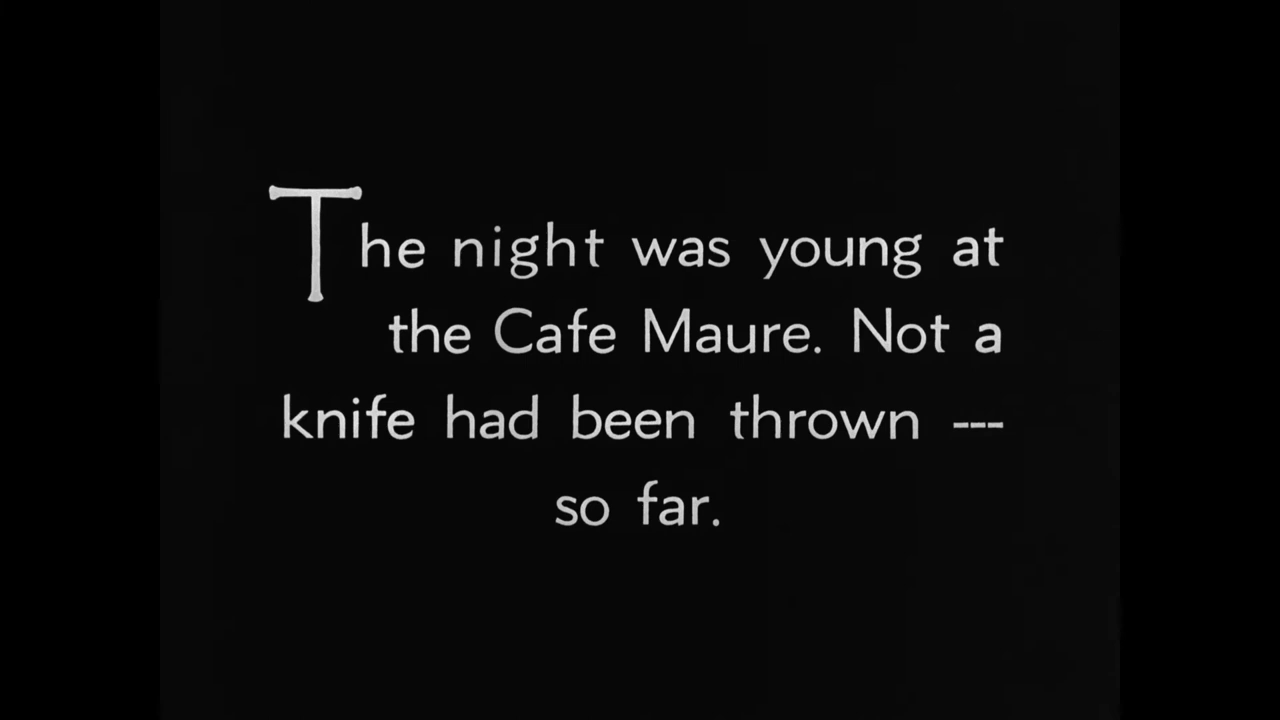 The night was young at
the Cafe Maure. Not a
knife had been thrown ---
so far.